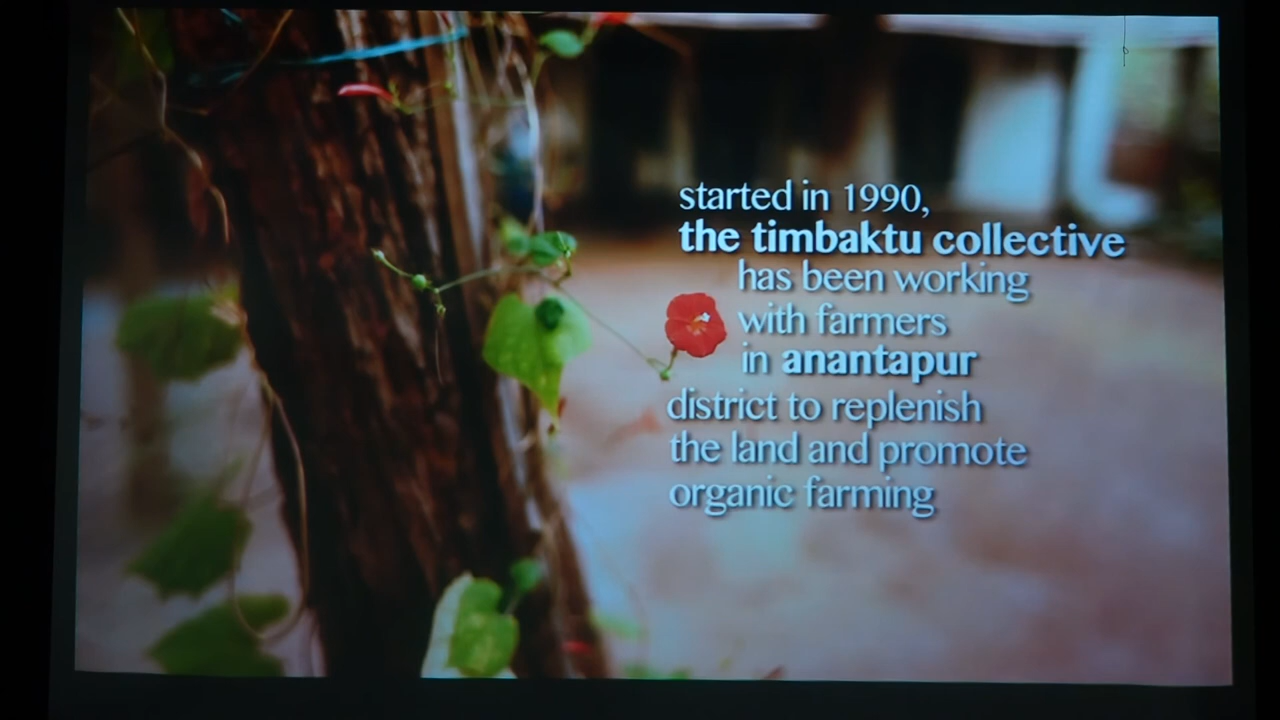 started in 1990,
the timbaktu collective
has been working
with farmers
in anantapur
district to replenish
the land and promote
organic farming